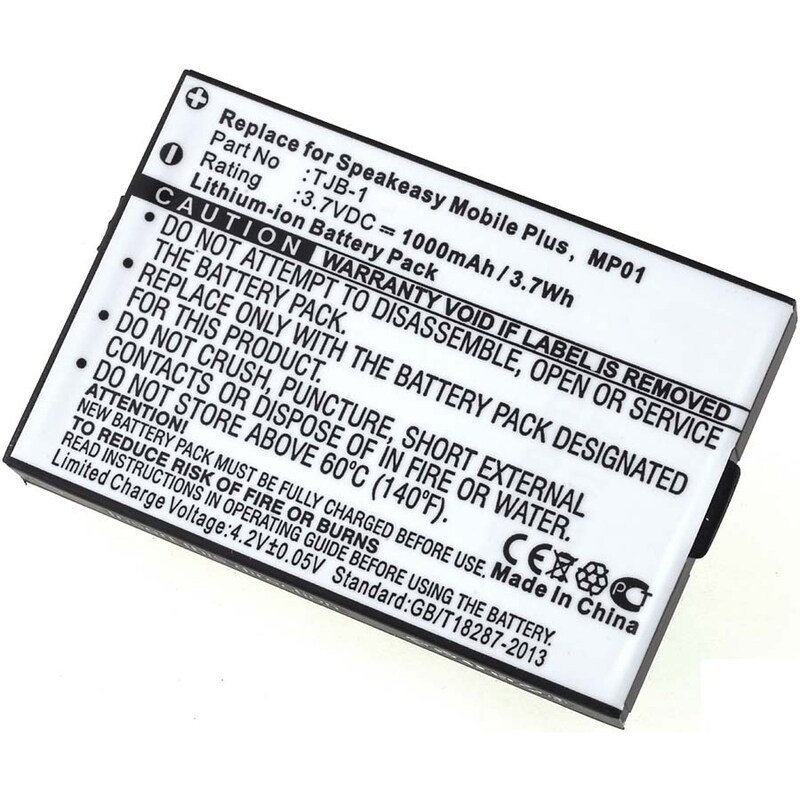 Replace for Speakeasy Mobile Plus, MP01
Part No :TJB-1
Rating :3.7VDC ⎓ 1000mAh / 3.7Wh
Lithium-ion Battery Pack
CAUTION
WARRANTY VOID IF LABEL IS REMOVED
• DO NOT ATTEMPT TO DISASSEMBLE, OPEN OR SERVICE
THE BATTERY PACK.
• REPLACE ONLY WITH THE BATTERY PACK DESIGNATED
FOR THIS PRODUCT.
• DO NOT CRUSH, PUNCTURE, SHORT EXTERNAL
CONTACTS OR DISPOSE OF IN FIRE OR WATER.
• DO NOT STORE ABOVE 60°C (140°F).
ATTENTION:
NEW BATTERY PACK MUST BE FULLY CHARGED BEFORE USE.
TO REDUCE RISK OF FIRE OR BURNS
READ INSTRUCTIONS IN OPERATING GUIDE BEFORE USING THE BATTERY.
Limited Charge Voltage:4.2V±0.05V Standard:GB/T18287-2013
CE PC
Made In China